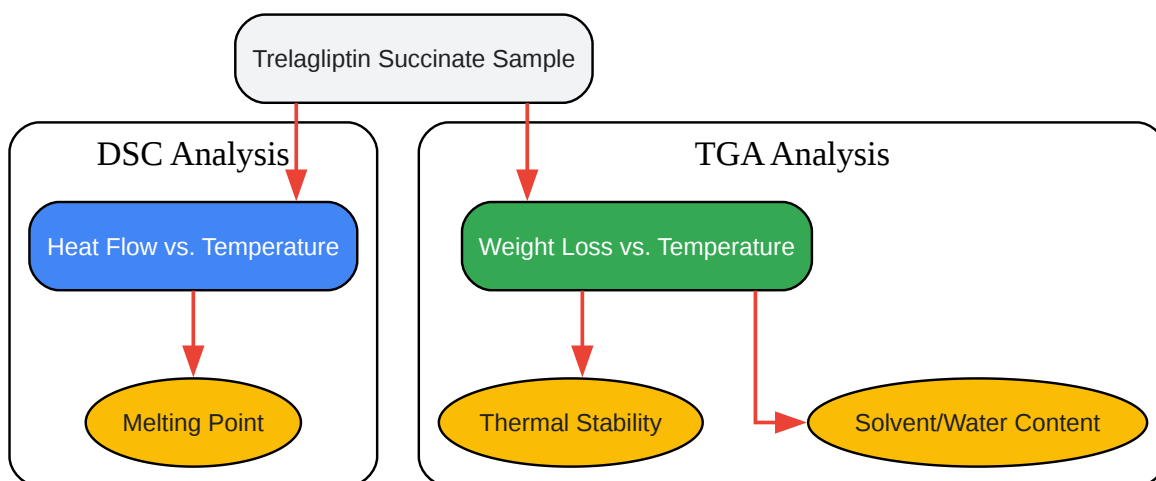 Trelagliptin Succinate Sample
DSC Analysis
TGA Analysis
Heat Flow vs. Temperature
Weight Loss vs. Temperature
Melting Point
Thermal Stability
Solvent/Water Content